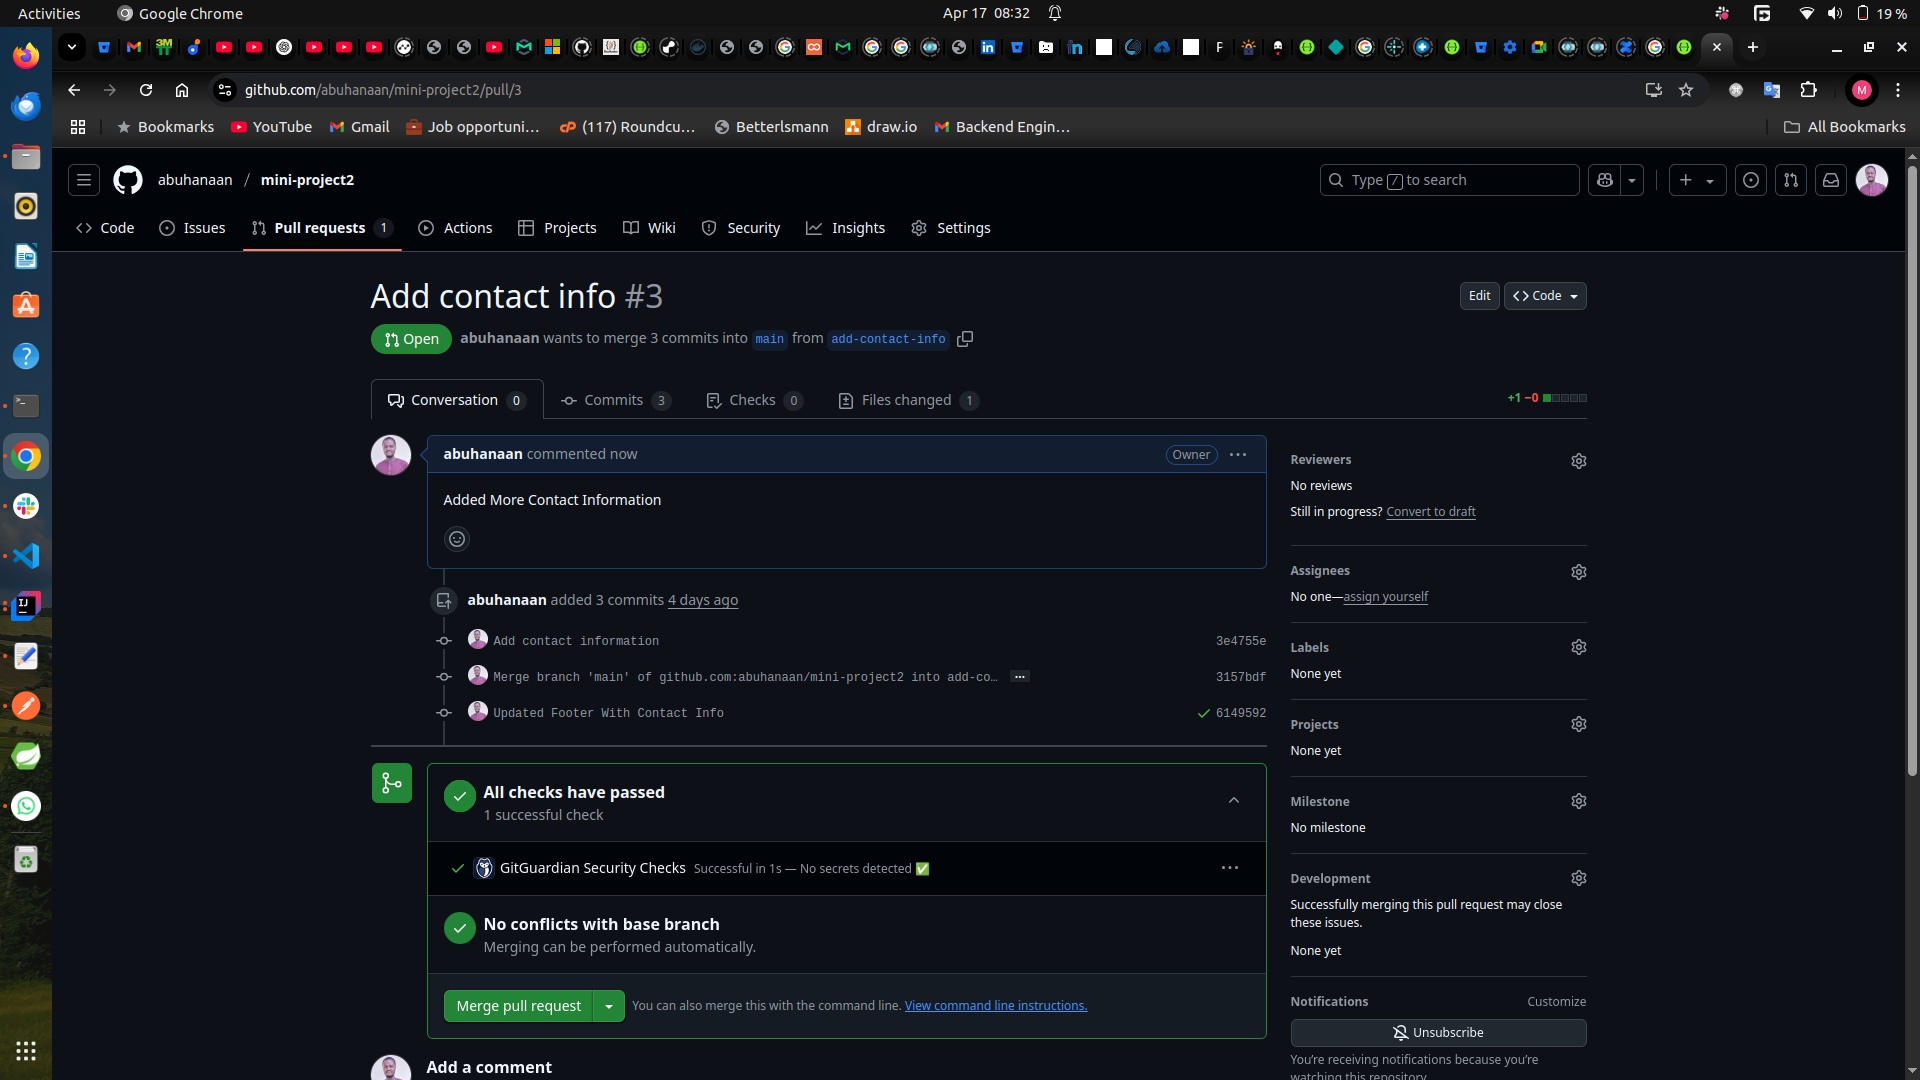 Activities
Google Chrome
Apr 17 08:32
19 %
github.com/abuhanaan/mini-project2/pull/3
M
Bookmarks
YouTube
Gmail
Job opportuni…
(117) Roundcu…
Betterlsmann
draw.io
Backend Engin…
All Bookmarks
abuhanaan / mini-project2
Type / to search
Code
Issues
Pull requests 1
Actions
Projects
Wiki
Insights
Security
Settings
Add contact info #3
Edit
Code
Open
abuhanaan wants to merge 3 commits into main from add-contact-info
Conversation 0
Commits 3
Checks 0
Files changed 1
+1 −0
abuhanaan commented now
Owner
Added More Contact Information
abuhanaan added 3 commits 4 days ago
Add contact information 3e4755e
Merge branch 'main' of github.com:abuhanaan/mini-project2 into add-co… … 3157bdf
Updated Footer With Contact Info 6149592
All checks have passed
1 successful check
GitGuardian Security Checks Successful in 1s — No secrets detected ✅
No conflicts with base branch
Merging can be performed automatically.
Merge pull request
You can also merge this with the command line. View command line instructions.
Add a comment
Reviewers
No reviews
Still in progress? Convert to draft
Assignees
No one—assign yourself
Labels
None yet
Projects
None yet
Milestone
No milestone
Development
Successfully merging this pull request may close
these issues.
None yet
Notifications
Customize
Unsubscribe
You're receiving notifications because you're
watching this repository.